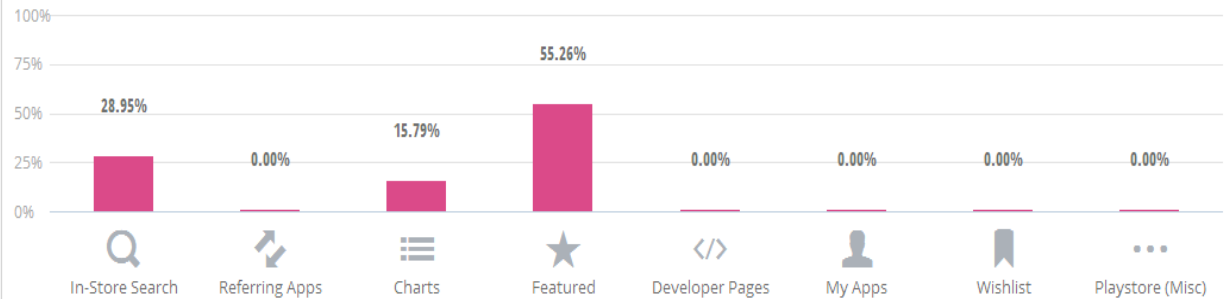 100%
75%
50%
25%
0%
28.95%
0.00%
15.79%
55.26%
0.00%
0.00%
0.00%
0.00%
In-Store Search
Referring Apps
Charts
Featured
Developer Pages
My Apps
Wishlist
Playstore (Misc)